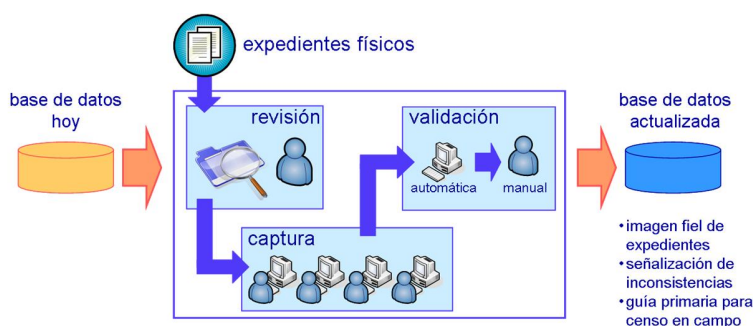 expedientes físicos
base de datos
hoy
revisión
validación
automática
manual
captura
base de datos
actualizada
•imagen fiel de
expedientes
•señalización de
inconsistencias
•guía primaria para
censo en campo